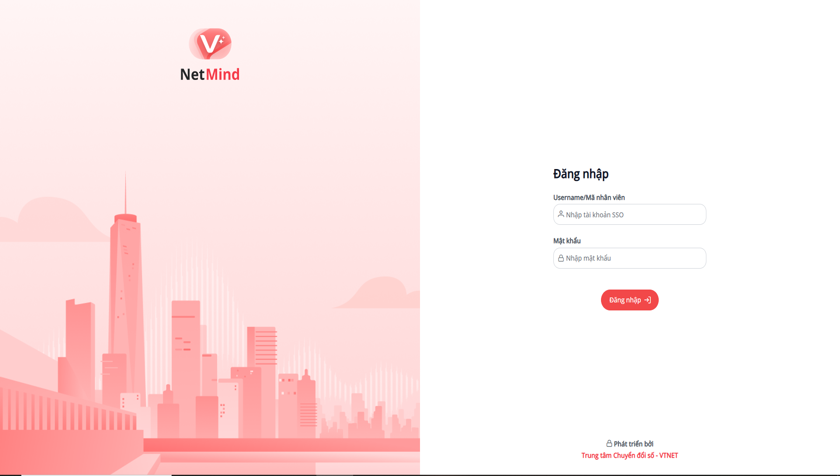 V
NetMind
Đăng nhập
Username/Mã nhân viên
Nhập tài khoản SSO
Mật khẩu
Nhập mật khẩu
Đăng nhập
Phát triển bởi
Trung tâm Chuyển đổi số - VTNET